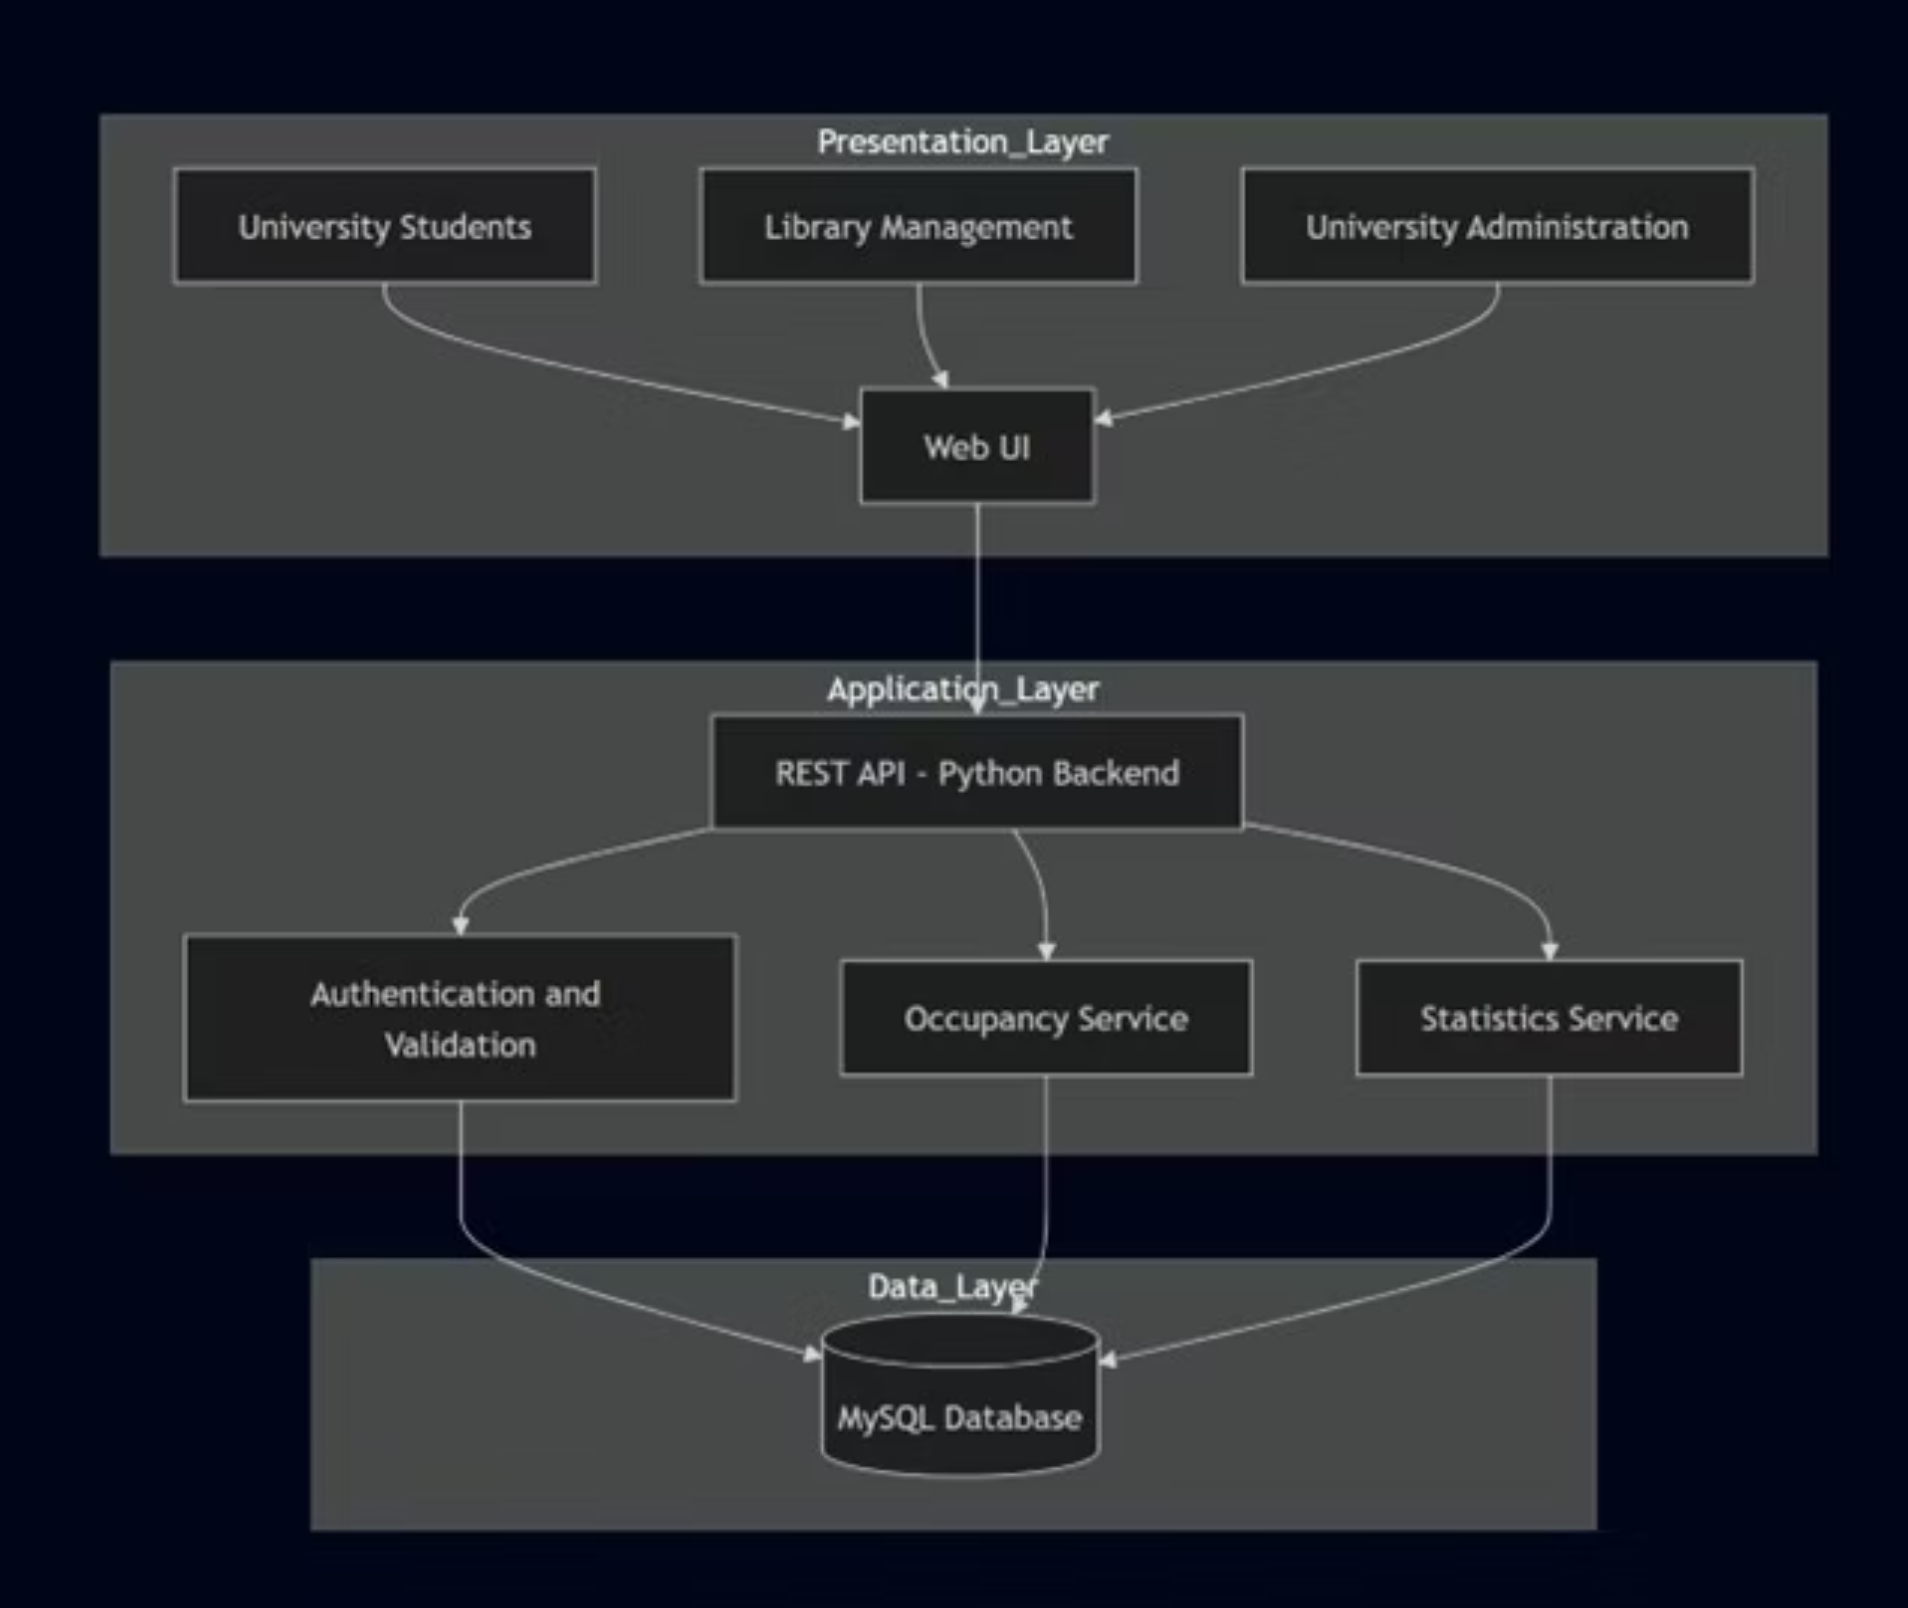 Presentation_Layer
University Students
Library Management
University Administration
Web UI
Application_Layer
REST API - Python Backend
Authentication and
Validation
Occupancy Service
Statistics Service
Data_Layer
MySQL Database